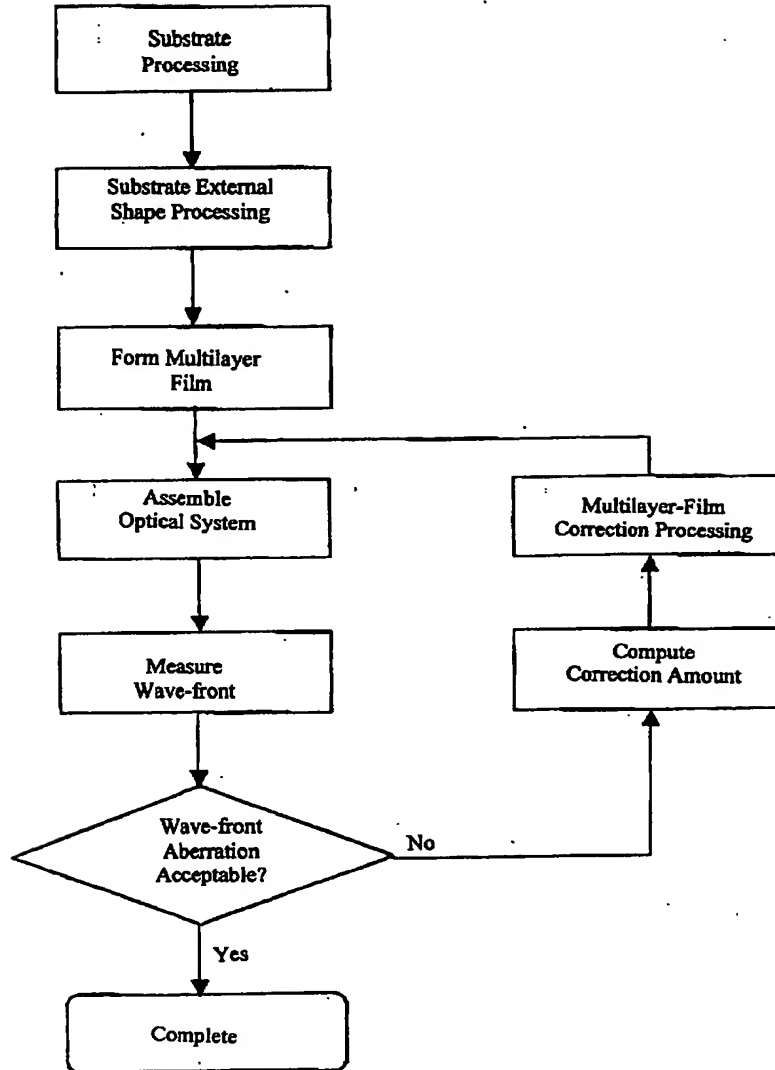 Substrate
Processing
Substrate External
Shape Processing
Form Multilayer
Film
Assemble
Optical System
Multilayer-Film
Correction Processing
Measure
Wave-front
Compute
Correction Amount
Wave-front
Aberration
Acceptable?
No
Yes
Complete